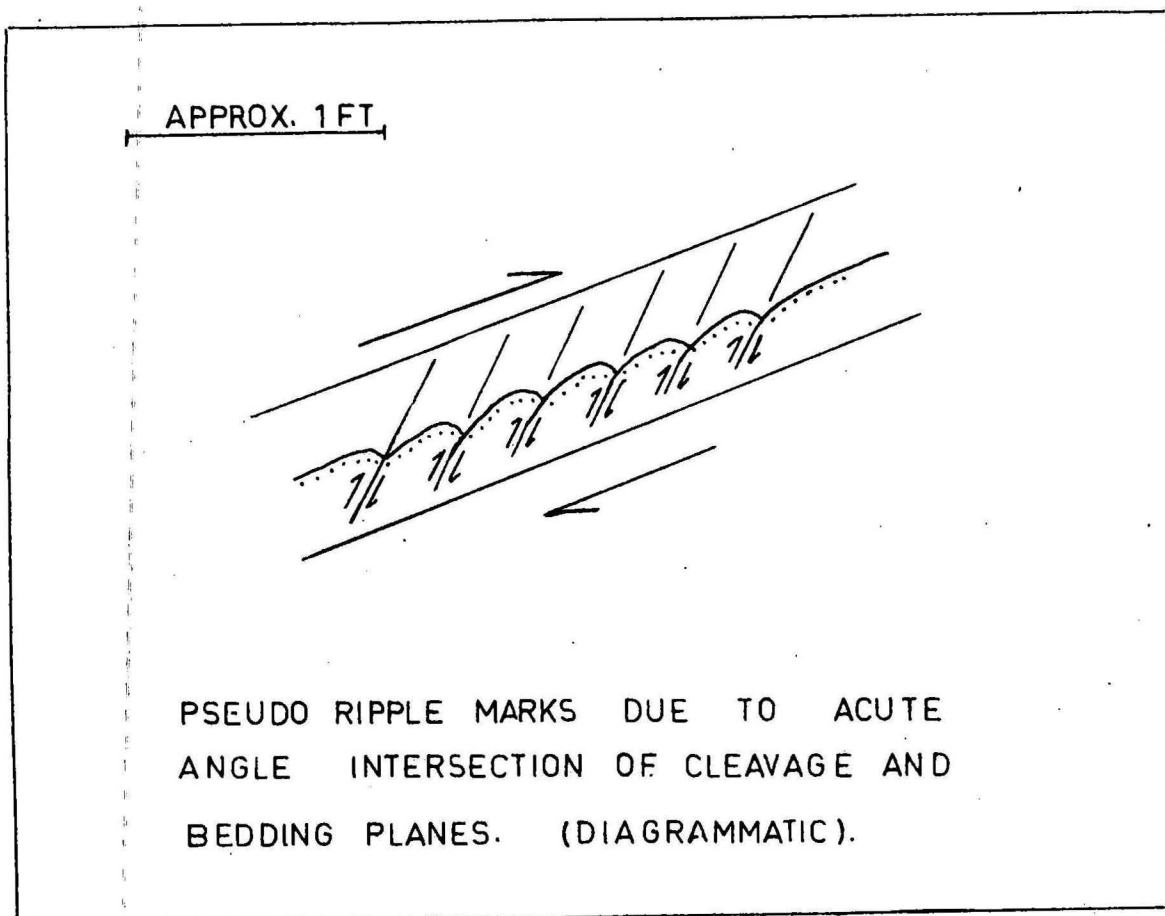 APPROX. 1 FT
PSEUDO RIPPLE MARKS DUE TO ACUTE
ANGLE INTERSECTION OF CLEAVAGE AND
BEDDING PLANES. (DIAGRAMMATIC).